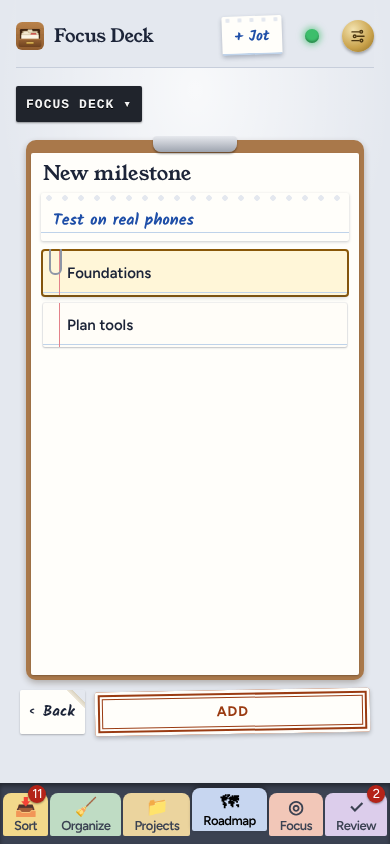 Focus Deck
+ Jot
FOCUS DECK ▾
New milestone
Test on real phones
Foundations
Plan tools
‹ Back
ADD
11
2
Sort
Organize
Projects
Roadmap
Focus
Review